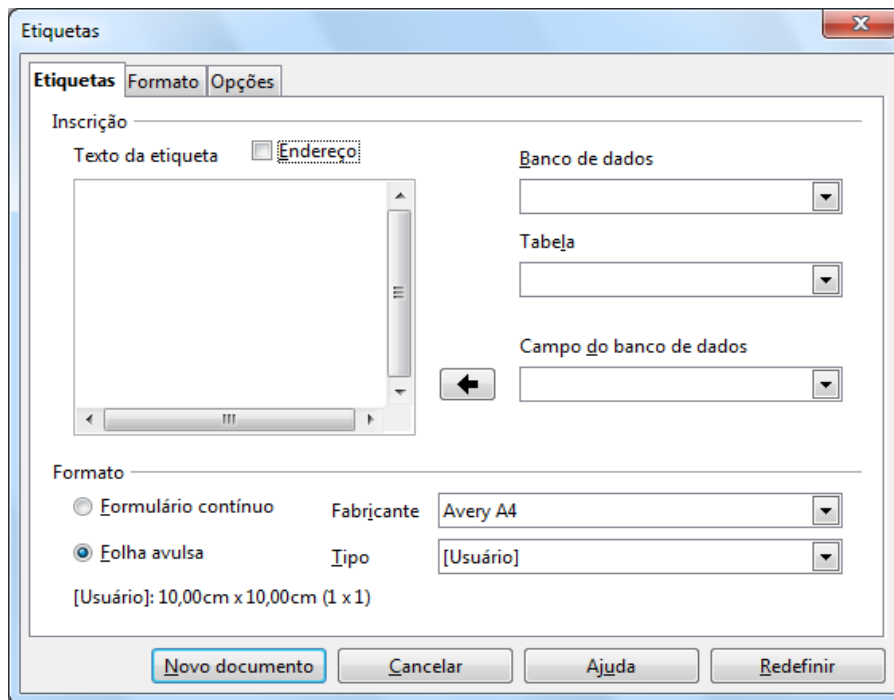 Etiquetas
Etiquetas Formato Opções
Inscrição
Texto da etiqueta Endereço
Banco de dados
Tabela
Campo do banco de dados
Formato
Formulário contínuo
Fabricante Avery A4
Folha avulsa
Tipo [Usuário]
[Usuário]: 10,00cm x 10,00cm (1 x 1)
Novo documento Cancelar Ajuda Redefinir